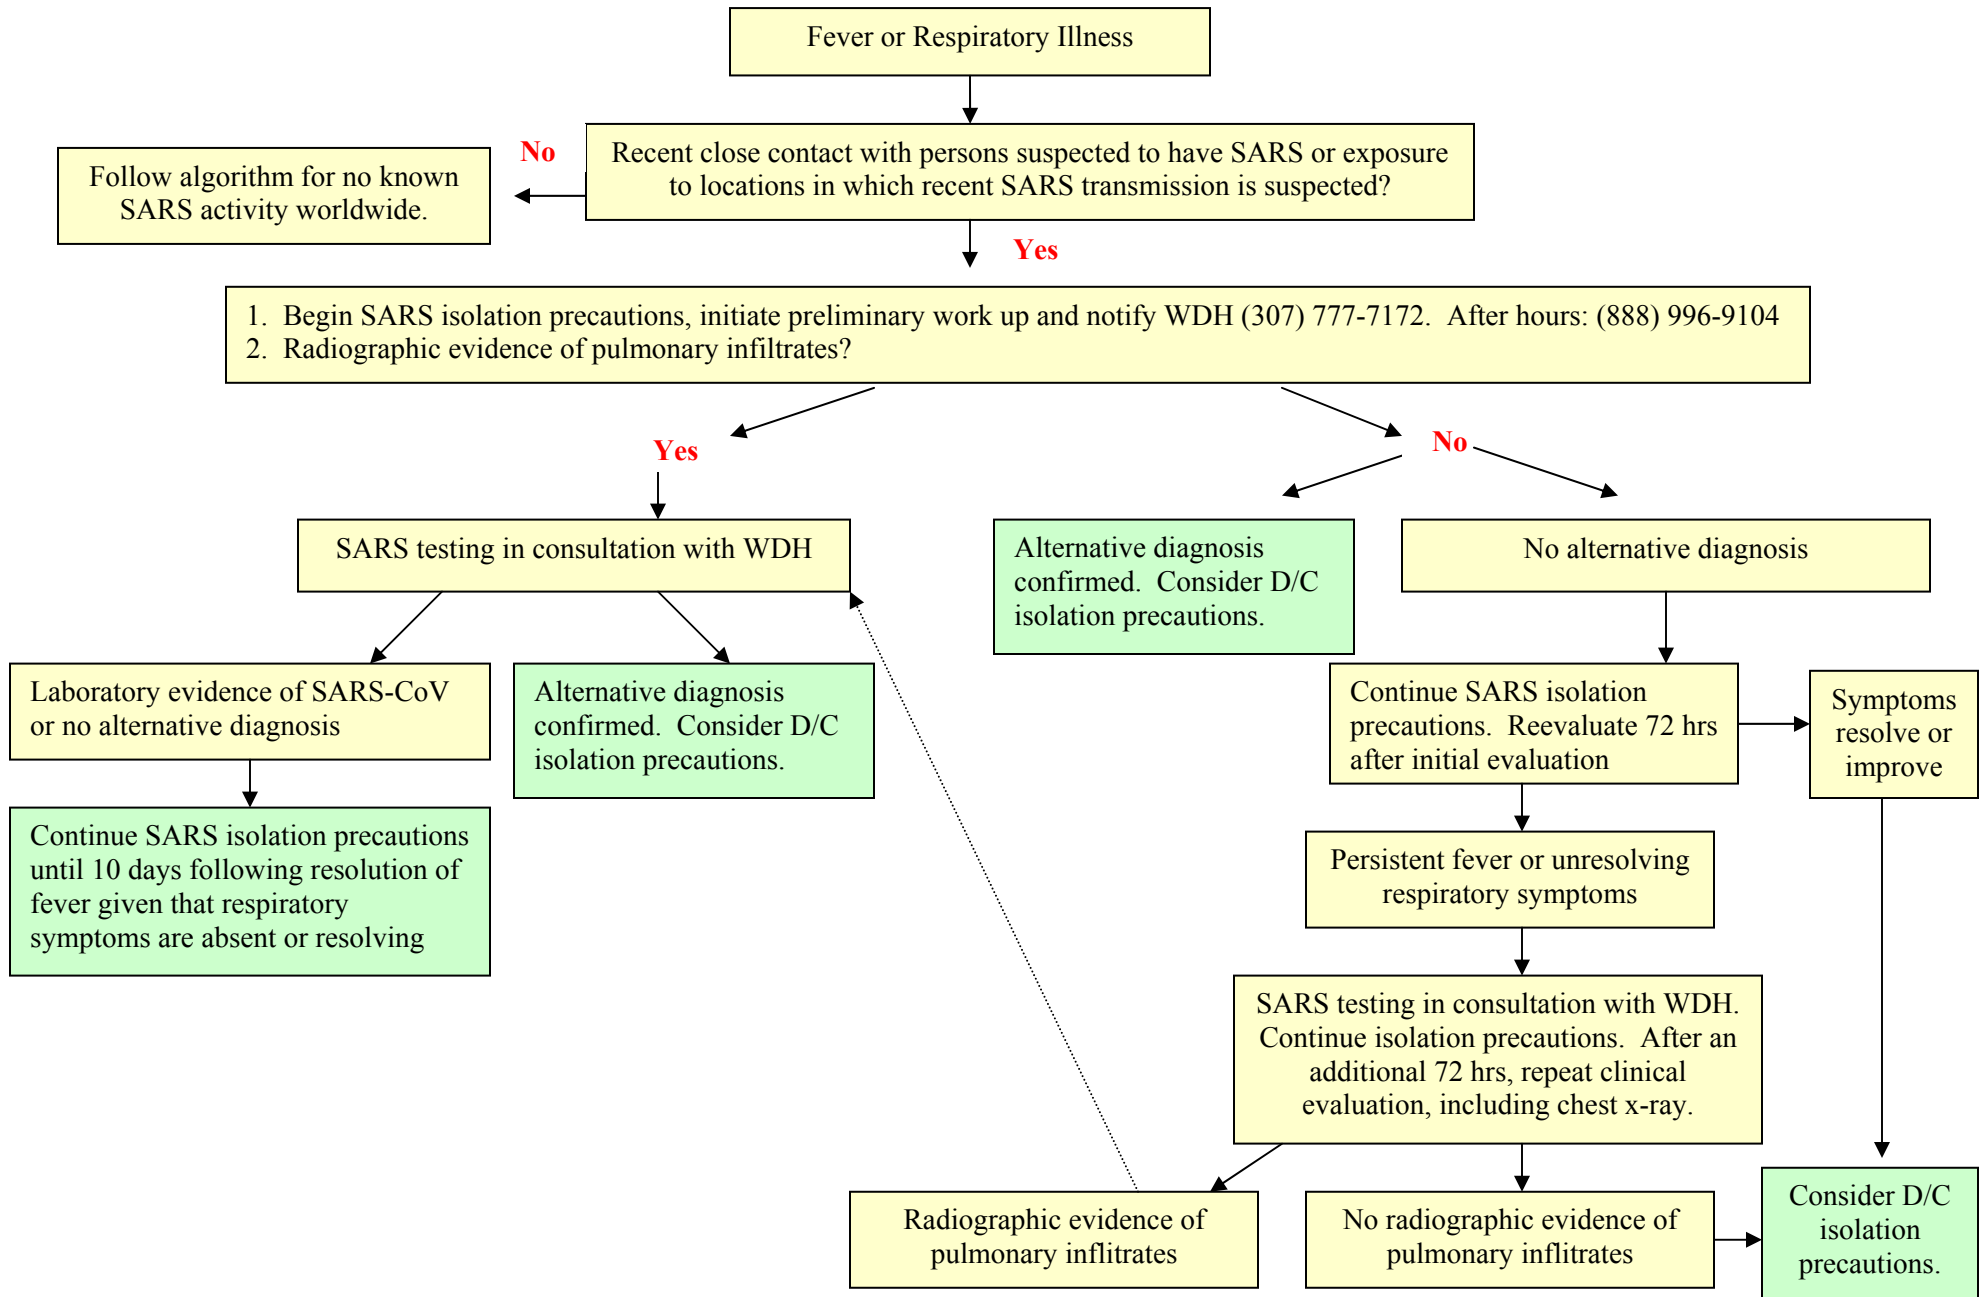 Fever or Respiratory Illness
No
Recent close contact with persons suspected to have SARS or exposure
to locations in which recent SARS transmission is suspected?
Follow algorithm for no known
SARS activity worldwide.
Yes
1. Begin SARS isolation precautions, initiate preliminary work up and notify WDH (307) 777-7172. After hours: (888) 996-9104
2. Radiographic evidence of pulmonary infiltrates?
Yes
No
SARS testing in consultation with WDH
Alternative diagnosis
confirmed. Consider D/C
isolation precautions.
No alternative diagnosis
Laboratory evidence of SARS-CoV
or no alternative diagnosis
Alternative diagnosis
confirmed. Consider D/C
isolation precautions.
Continue SARS isolation
precautions. Reevaluate 72 hrs
after initial evaluation
Symptoms
resolve or
improve
Continue SARS isolation precautions
until 10 days following resolution of
fever given that respiratory
symptoms are absent or resolving
Persistent fever or unresolving
respiratory symptoms
SARS testing in consultation with WDH.
Continue isolation precautions. After an
additional 72 hrs, repeat clinical
evaluation, including chest x-ray.
Radiographic evidence of
pulmonary inflitrates
No radiographic evidence of
pulmonary inflitrates
Consider D/C
isolation
precautions.